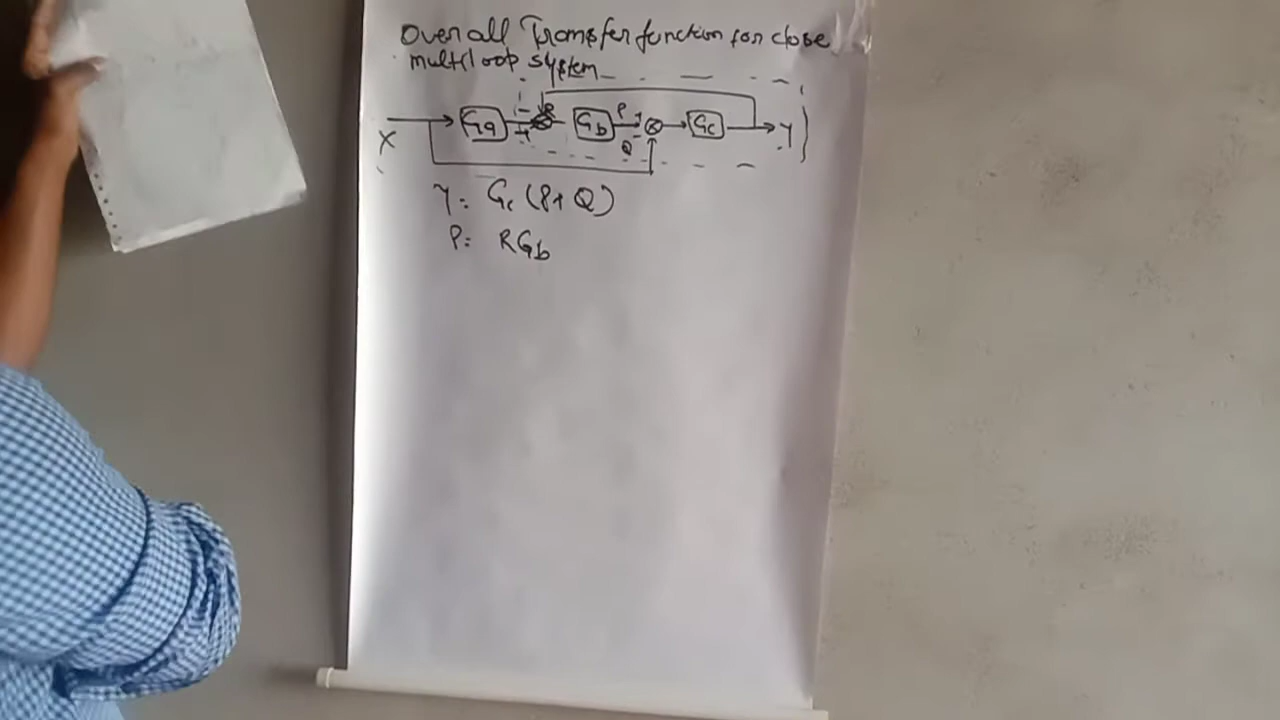 Overall Transfer function for close
multiloop system
X Ga - + R Gb P + Q Gc Y
Y = Gc (P + Q)
P = RGb